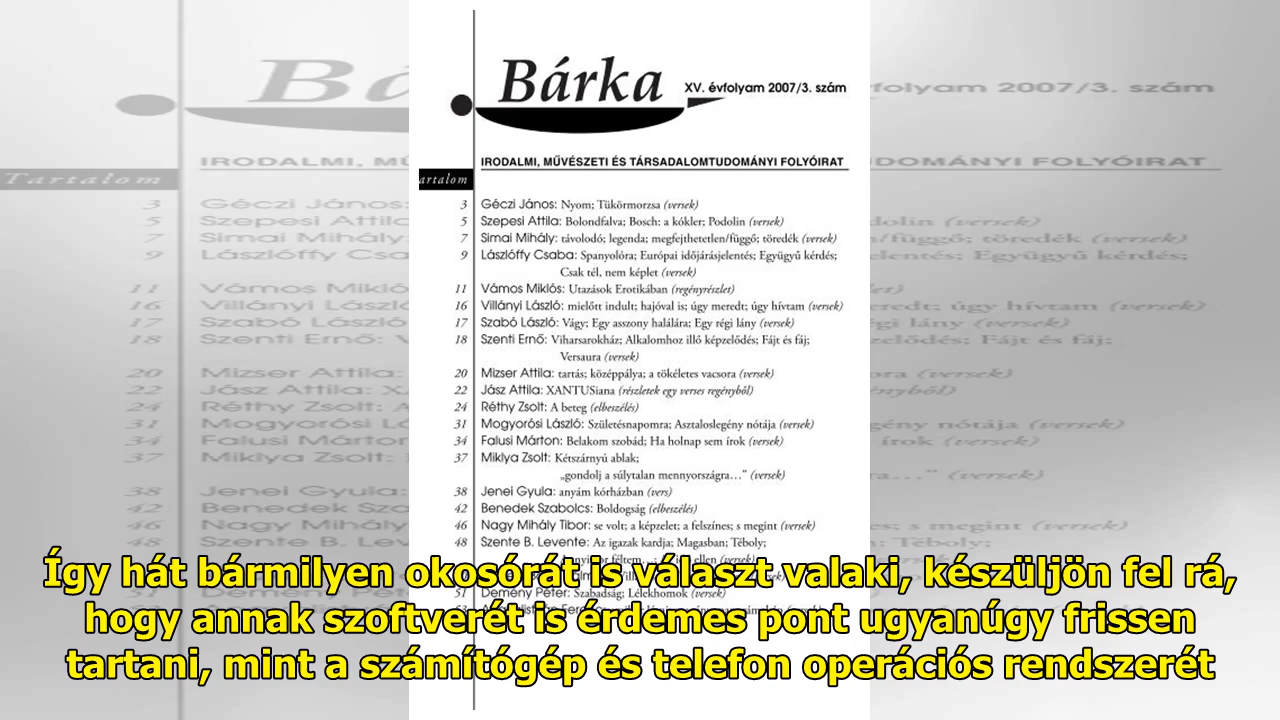 Bárka
XV. évfolyam 2007/3. szám
IRODALMI, MŰVÉSZETI ÉS TÁRSADALOMTUDOMÁNYI FOLYÓIRAT
artalom
3 Géczi János: Nyom; Tükörmorzsa (versek)
5 Szepesi Attila: Bolondfalva; Bosch: a kókler; Podolin (versek)
7 Simai Mihály: távolodó; legenda; megfejthetetlen/függő; töredék (versek)
9 Lászlóffy Csaba: Spanyolóra; Európai időjárásjelentés; Együgyű kérdés;
Csak tél, nem képlet (versek)
11 Vámos Miklós: Utazások Erotikában (regényrészlet)
16 Villányi László: mielőtt indult; hajóval is; úgy meredt; úgy hívtam (versek)
17 Szabó László: Vágy; Egy asszony halálára; Egy régi lány (versek)
18 Szenti Ernő: Viharsarokház; Alkalomhoz illő képzelődés; Fájt és fáj;
Versaura (versek)
20 Mizser Attila: tartás; középpálya; a tökéletes vacsora (versek)
22 Jász Attila: XANTUSiana (részletek egy verses regényből)
24 Réthy Zsolt: A beteg (elbeszélés)
31 Mogyorósi László: Születésnapomra; Asztaloslegény nótája (versek)
34 Falusi Márton: Belakom szobád; Ha holnap sem írok (versek)
37 Miklya Zsolt: Kétszárnyú ablak;
„gondolj a súlytalan mennyországra…” (versek)
38 Jenei Gyula: anyám kórházban (vers)
42 Benedek Szabolcs: Boldogság (elbeszélés)
46 Nagy Mihály Tibor: se volt; a képzelet; a felszínes; s megint (versek)
48 Szente B. Levente: Az igazak kardja; Magasban; Téboly;
51 Demény Péter: Szabadság; Lélekhomok (versek)
Így hát bármilyen okosórát is választ valaki, készüljön fel rá,
hogy annak szoftverét is érdemes pont ugyanúgy frissen
tartani, mint a számítógép és telefon operációs rendszerét